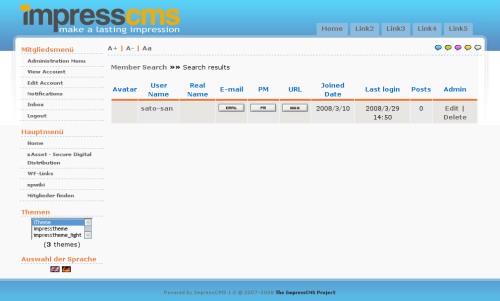 impresscms
make a lasting impression
Home Link2 Link3 Link4 Link5
Mitgliedsmenü
Administration Menu
View Account
Edit Account
Notifications
Inbox
Logout
Hauptmenü
Home
xAsset - Secure Digital
Distribution
WF-Links
Mitglieder finden
Themen
iTheme
impresstheme
impresstheme_light
(3 themes)
Auswahl der Sprache
A+ | A- | Aa
Member Search »» Search results
Avatar User Name Real Name E-mail PM URL Joined Date Last login Posts Admin
sato-san EMAIL PM WWW 2008/3/10 2008/3/29 14:50 0 Edit | Delete
Powered by ImpressCMS 1.0 © 2007-2008 The ImpressCMS Project